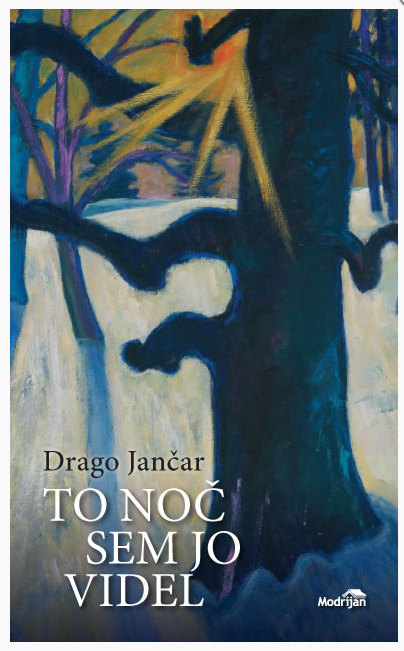 Drago Jančar
TO NOČ
SEM JO
VIDEL
Modrijan